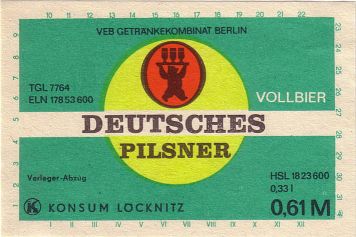 10 11 12 13 14 15 16 17 18 19 20 21 22
VEB GETRÄNKEKOMBINAT BERLIN
TGL 7764
ELN 178 53 600
VOLLBIER
DEUTSCHES
PILSNER
Verleger-Abzug
HSL 18 23 600
0,33 l
K KONSUM LÖCKNITZ
0,61 M
I II III IV V VI VII VIII IX X XI XII